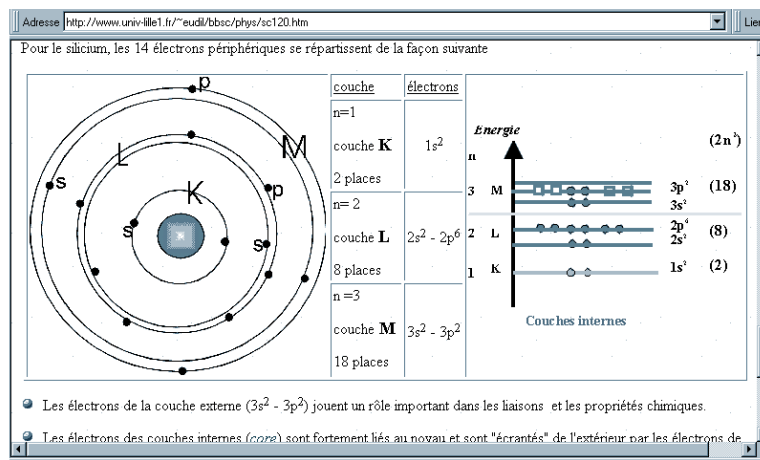 Adresse http://www.univ-lille1.fr/~eudil/bbsc/phys/sc120.htm Lier
Pour le silicium, les 14 électrons périphériques se répartissent de la façon suivante
p
M
L
K
s
p
s
s
couche électrons
n=1
couche K 1s²
2 places
n= 2
couche L 2s² - 2p⁶
8 places
n =3
couche M 3s² - 3p²
18 places
Energie
(2n²)
n
3 M 3p² (18)
3s²
2 L 2p⁶ (8)
2s²
1 K 1s² (2)
Couches internes
Les électrons de la couche externe (3s² - 3p²) jouent un rôle important dans les liaisons et les propriétés chimiques.
Les électrons des couches internes (core) sont fortement liés au noyau et sont "écrantés" de l'extérieur par les électrons de